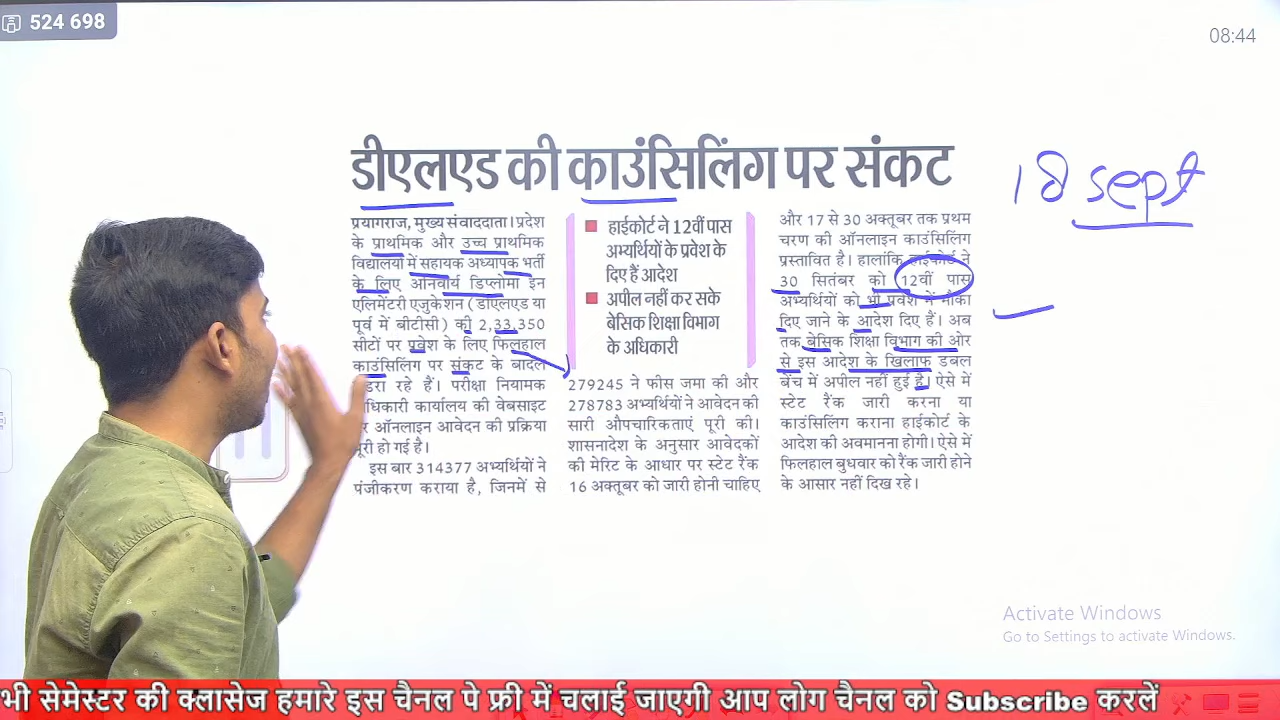 524 698
08:44
डीएलएड की काउंसिलिंग पर संकट
18 sept
प्रयागराज, मुख्य संवाददाता। प्रदेश
के प्राथमिक और उच्च प्राथमिक
विद्यालयों में सहायक अध्यापक भर्ती
के लिए अनिवार्य डिप्लोमा इन
एलिमेंटरी एजुकेशन (डीएलएड या
पूर्व में बीटीसी) की 2,33,350
सीटों पर प्रवेश के लिए फिलहाल
काउंसिलिंग पर संकट के बादल
रहे हैं। परीक्षा नियामक
कार्यालय की वेबसाइट
ऑनलाइन आवेदन की प्रक्रिया
पूरी हो गई है।
इस बार 314377 अभ्यर्थियों ने
पंजीकरण कराया है, जिनमें से
हाईकोर्ट ने 12वीं पास
अभ्यर्थियों के प्रवेश के
दिए हैं आदेश
अपील नहीं कर सके
बेसिक शिक्षा विभाग
के अधिकारी
279245 ने फीस जमा की और
278783 अभ्यर्थियों ने आवेदन की
सारी औपचारिकताएं पूरी की।
शासनादेश के अनुसार आवेदकों
की मेरिट के आधार पर स्टेट रैंक
16 अक्तूबर को जारी होनी चाहिए
और 17 से 30 अक्तूबर तक प्रथम
चरण की ऑनलाइन काउंसिलिंग
प्रस्तावित है। हालांकि हाईकोर्ट ने
30 सितंबर को 12वीं पास
अभ्यर्थियों को भी प्रवेश में मौका
दिए जाने के आदेश दिए हैं। अब
तक बेसिक शिक्षा विभाग की ओर
से इस आदेश के खिलाफ डबल
बेंच में अपील नहीं हुई है। ऐसे में
स्टेट रैंक जारी करना या
काउंसिलिंग कराना हाईकोर्ट के
आदेश की अवमानना होगी। ऐसे में
फिलहाल बुधवार को रैंक जारी होने
के आसार नहीं दिख रहे।
Activate Windows
Go to Settings to activate Windows.
भी सेमेस्टर की क्लासेज हमारे इस चैनल पे फ्री में चलाई जाएगी आप लोग चैनल को Subscribe करलें